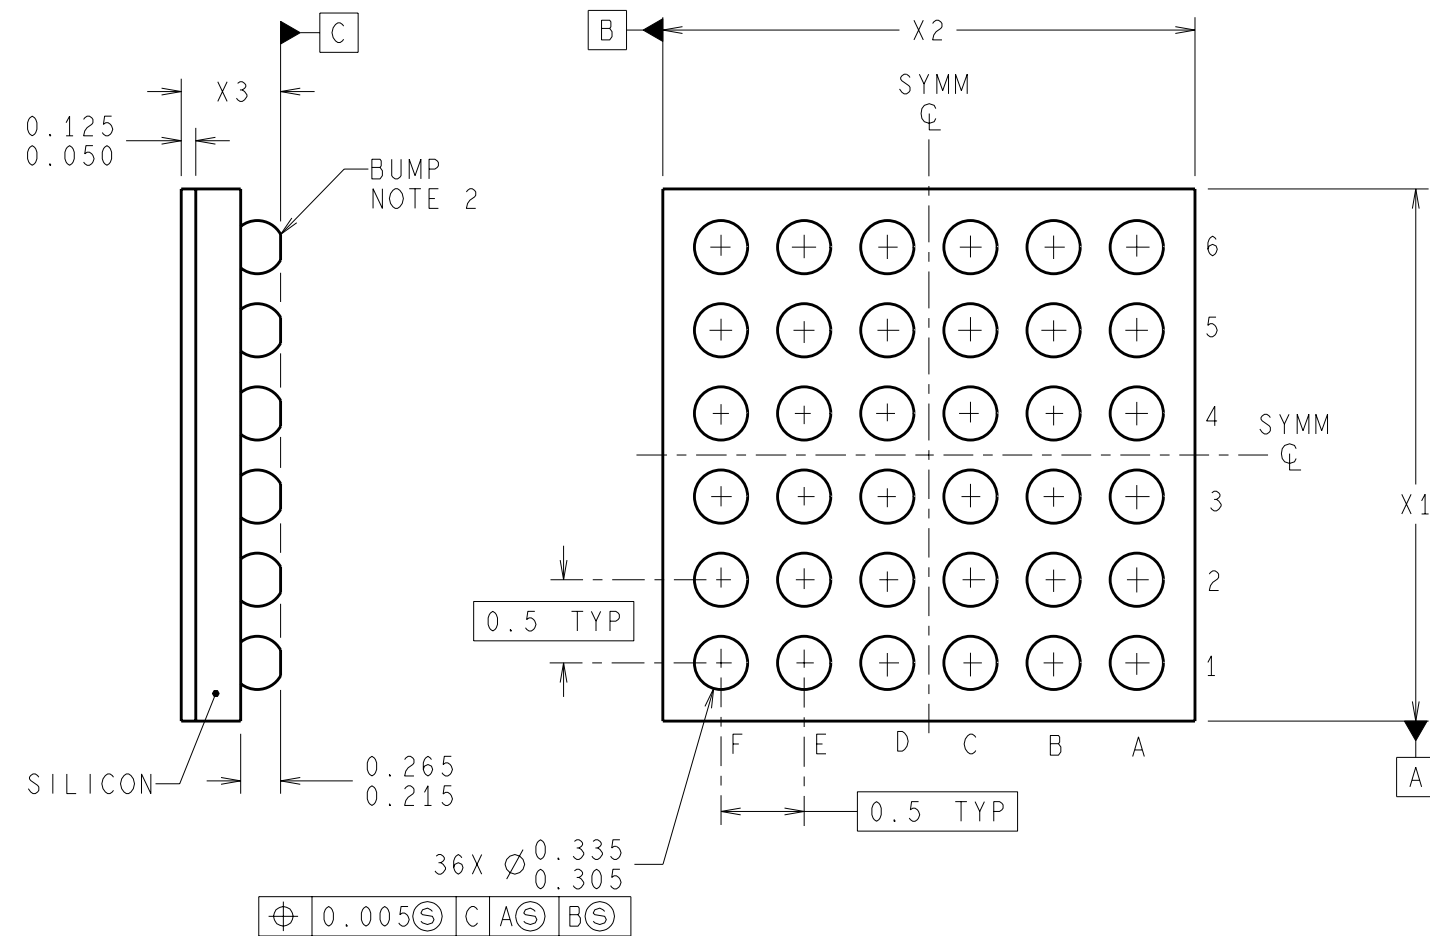 C
B
X2
X3
SYMM
℄
0.125
0.050
BUMP
NOTE 2
6
5
4
SYMM
℄
3
X1
2
0.5 TYP
1
F E D C B A
SILICON
0.265
0.215
A
0.5 TYP
36X Ø 0.335
0.305
⌖ 0.005Ⓢ C AⓈ BⓈ